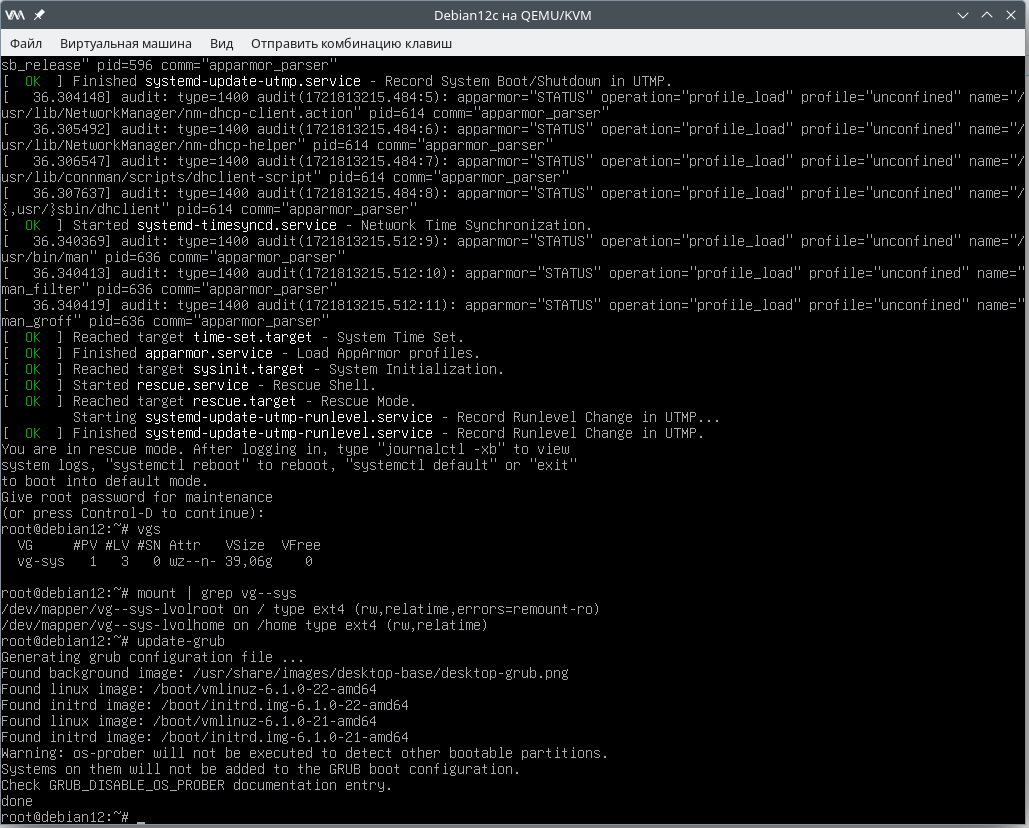 Debian12c на QEMU/KVM
Файл Виртуальная машина Вид Отправить комбинацию клавиш
sb_release" pid=596 comm="apparmor_parser"
[  OK  ] Finished systemd-update-utmp.service - Record System Boot/Shutdown in UTMP.
[   36.304148] audit: type=1400 audit(1721813215.484:5): apparmor="STATUS" operation="profile_load" profile="unconfined" name="/
usr/lib/NetworkManager/nm-dhcp-client.action" pid=614 comm="apparmor_parser"
[   36.305492] audit: type=1400 audit(1721813215.484:6): apparmor="STATUS" operation="profile_load" profile="unconfined" name="/
usr/lib/NetworkManager/nm-dhcp-helper" pid=614 comm="apparmor_parser"
[   36.306547] audit: type=1400 audit(1721813215.484:7): apparmor="STATUS" operation="profile_load" profile="unconfined" name="/
usr/lib/connman/scripts/dhclient-script" pid=614 comm="apparmor_parser"
[   36.307637] audit: type=1400 audit(1721813215.484:8): apparmor="STATUS" operation="profile_load" profile="unconfined" name="/
{,usr/}sbin/dhclient" pid=614 comm="apparmor_parser"
[  OK  ] Started systemd-timesyncd.service - Network Time Synchronization.
[   36.340369] audit: type=1400 audit(1721813215.512:9): apparmor="STATUS" operation="profile_load" profile="unconfined" name="/
usr/bin/man" pid=636 comm="apparmor_parser"
[   36.340413] audit: type=1400 audit(1721813215.512:10): apparmor="STATUS" operation="profile_load" profile="unconfined" name="
man_filter" pid=636 comm="apparmor_parser"
[   36.340419] audit: type=1400 audit(1721813215.512:11): apparmor="STATUS" operation="profile_load" profile="unconfined" name="
man_groff" pid=636 comm="apparmor_parser"
[  OK  ] Reached target time-set.target - System Time Set.
[  OK  ] Finished apparmor.service - Load AppArmor profiles.
[  OK  ] Reached target sysinit.target - System Initialization.
[  OK  ] Started rescue.service - Rescue Shell.
[  OK  ] Reached target rescue.target - Rescue Mode.
         Starting systemd-update-utmp-runlevel.service - Record Runlevel Change in UTMP...
[  OK  ] Finished systemd-update-utmp-runlevel.service - Record Runlevel Change in UTMP.
You are in rescue mode. After logging in, type "journalctl -xb" to view
system logs, "systemctl reboot" to reboot, "systemctl default" or "exit"
to boot into default mode.
Give root password for maintenance
(or press Control-D to continue):
root@debian12:~# vgs
  VG     #PV #LV #SN Attr   VSize  VFree
  vg-sys   1   3   0 wz--n- 39,06g    0
root@debian12:~# mount | grep vg--sys
/dev/mapper/vg--sys-lvolroot on / type ext4 (rw,relatime,errors=remount-ro)
/dev/mapper/vg--sys-lvolhome on /home type ext4 (rw,relatime)
root@debian12:~# update-grub
Generating grub configuration file ...
Found background image: /usr/share/images/desktop-base/desktop-grub.png
Found linux image: /boot/vmlinuz-6.1.0-22-amd64
Found initrd image: /boot/initrd.img-6.1.0-22-amd64
Found linux image: /boot/vmlinuz-6.1.0-21-amd64
Found initrd image: /boot/initrd.img-6.1.0-21-amd64
Warning: os-prober will not be executed to detect other bootable partitions.
Systems on them will not be added to the GRUB boot configuration.
Check GRUB_DISABLE_OS_PROBER documentation entry.
done
root@debian12:~# _